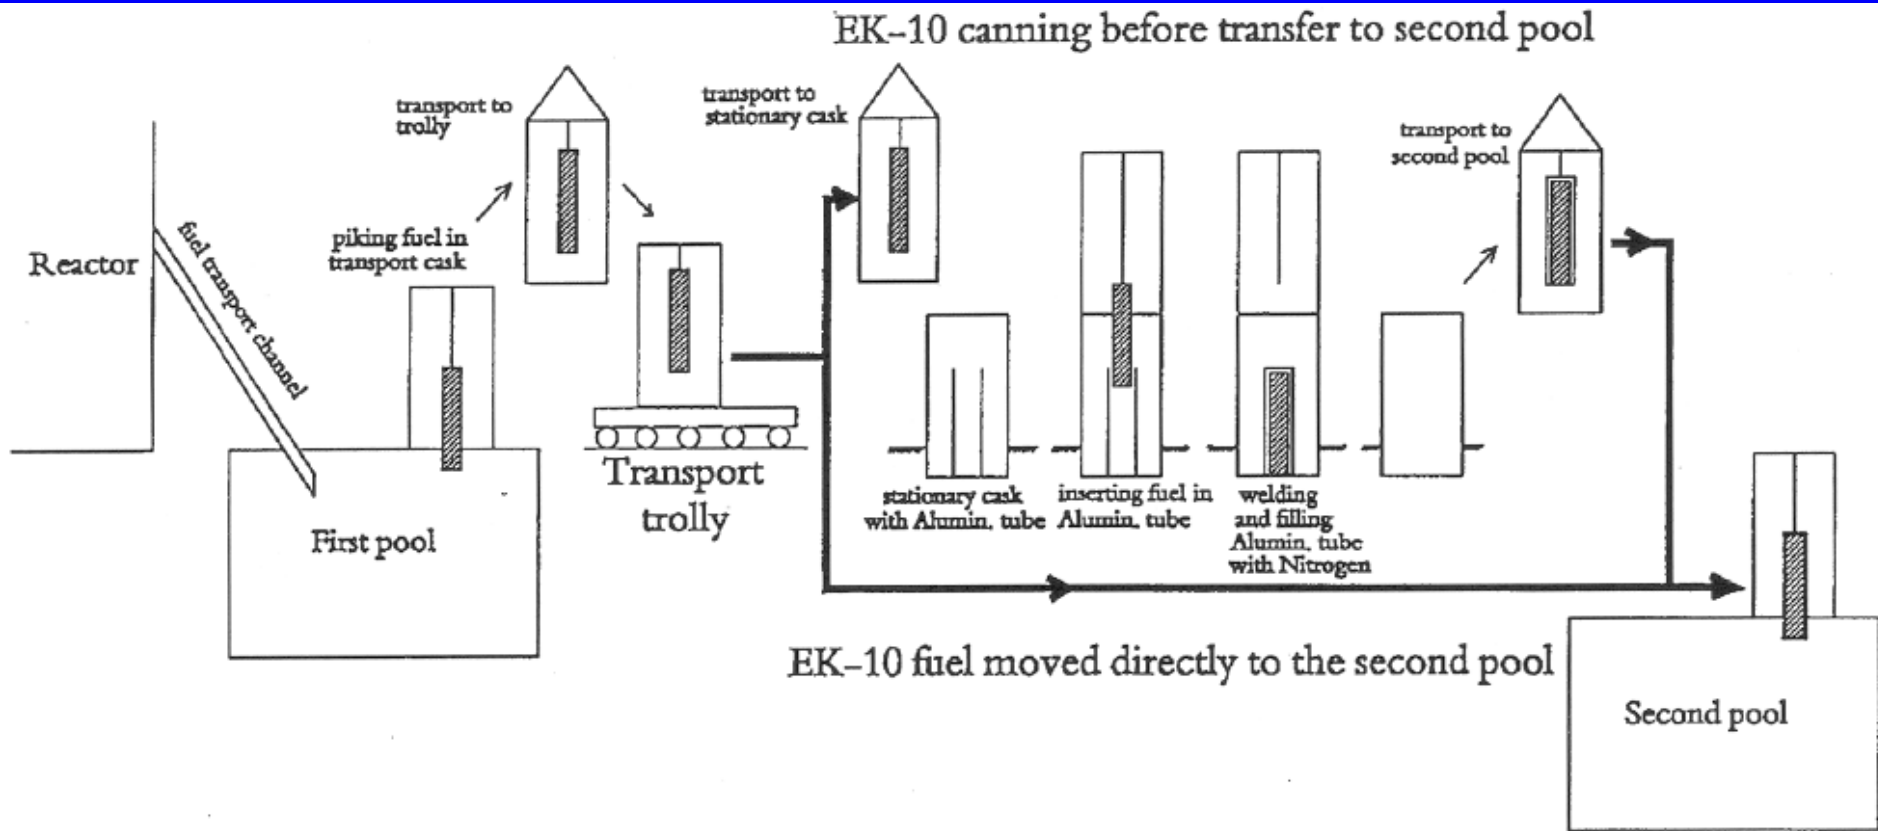 EK-10 canning before transfer to second pool
transport to
trolly
transport to
stationary cask
transport to
second pool
Reactor
fuel transport channel
piking fuel in
transport cask
Transport
trolly
First pool
stationary cask
with Alumin. tube
inserting fuel in
Alumin. tube
welding
and filling
Alumin. tube
with Nitrogen
EK-10 fuel moved directly to the second pool
Second pool